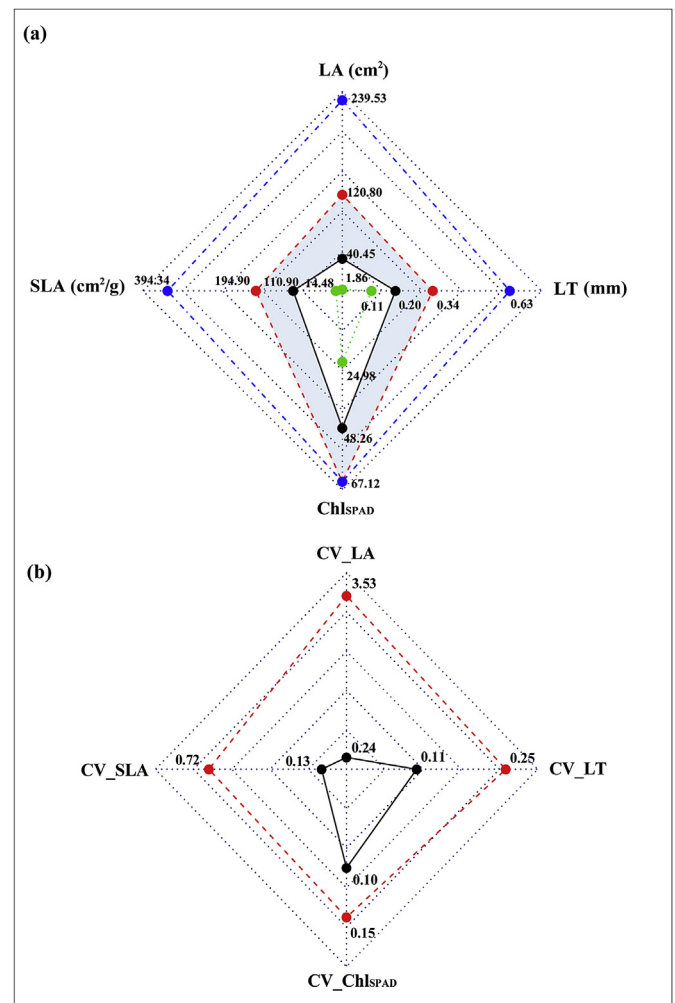 (a)
LA (cm²)
239.53
120.80
40.45
SLA (cm²/g)
394.34
194.90
110.90
14.48
1.86
0.11
0.20
0.34
0.63
LT (mm)
24.98
48.26
67.12
ChlSPAD
(b)
CV_LA
3.53
0.24
CV_SLA
0.72
0.13
0.11
0.25
CV_LT
0.10
0.15
CV_ChlSPAD